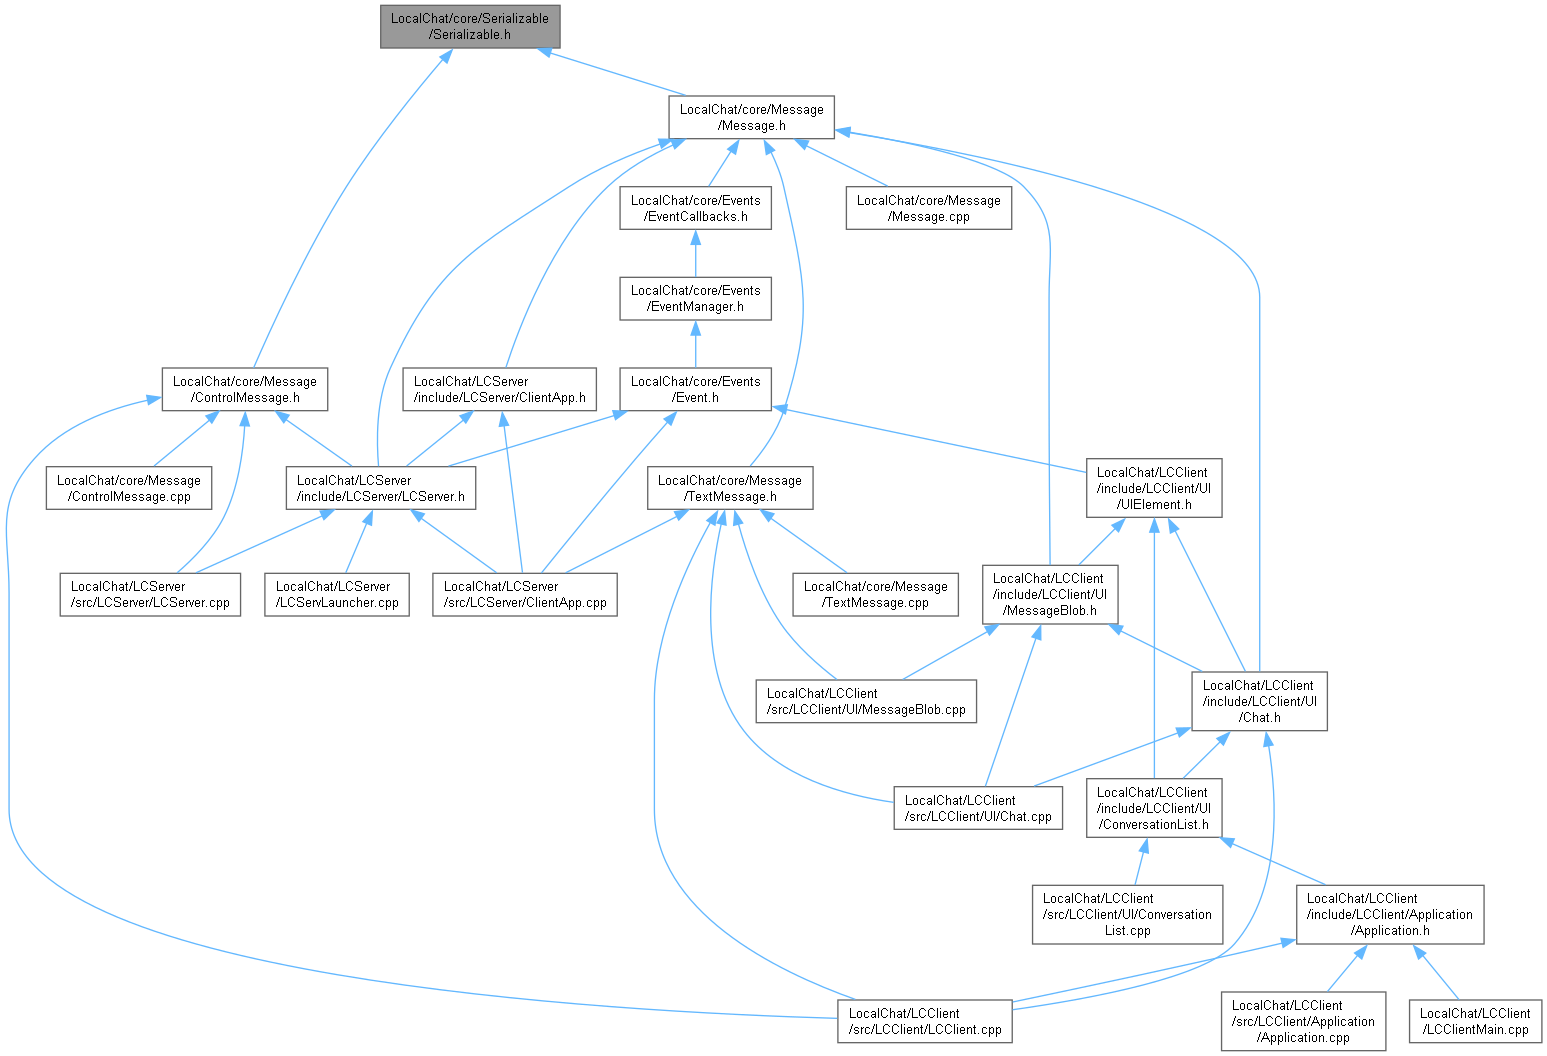 LocalChat/core/Serializable
/Serializable.h
LocalChat/core/Message
/Message.h
LocalChat/core/Events
/EventCallbacks.h
LocalChat/core/Message
/Message.cpp
LocalChat/core/Events
/EventManager.h
LocalChat/core/Message
/ControlMessage.h
LocalChat/LCServer
/include/LCServer/ClientApp.h
LocalChat/core/Events
/Event.h
LocalChat/core/Message
/ControlMessage.cpp
LocalChat/LCServer
/include/LCServer/LCServer.h
LocalChat/core/Message
/TextMessage.h
LocalChat/LCClient
/include/LCClient/UI
/UIElement.h
LocalChat/LCServer
/src/LCServer/LCServer.cpp
LocalChat/LCServer
/LCServLauncher.cpp
LocalChat/LCServer
/src/LCServer/ClientApp.cpp
LocalChat/core/Message
/TextMessage.cpp
LocalChat/LCClient
/include/LCClient/UI
/MessageBlob.h
LocalChat/LCClient
/src/LCClient/UI/MessageBlob.cpp
LocalChat/LCClient
/include/LCClient/UI
/Chat.h
LocalChat/LCClient
/src/LCClient/UI/Chat.cpp
LocalChat/LCClient
/include/LCClient/UI
/ConversationList.h
LocalChat/LCClient
/src/LCClient/UI/Conversation
List.cpp
LocalChat/LCClient
/include/LCClient/Application
/Application.h
LocalChat/LCClient
/src/LCClient/LCClient.cpp
LocalChat/LCClient
/src/LCClient/Application
/Application.cpp
LocalChat/LCClient
/LCClientMain.cpp